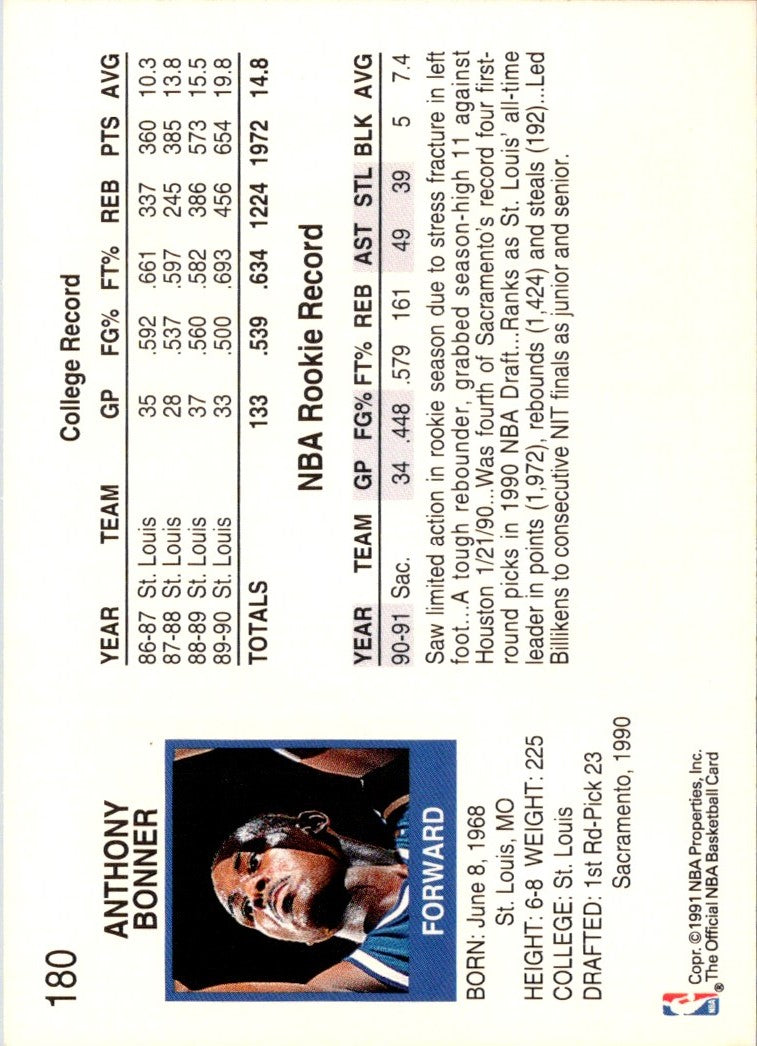 180
ANTHONY
BONNER
FORWARD
BORN: June 8, 1968
St. Louis, MO
HEIGHT: 6-8 WEIGHT: 225
COLLEGE: St. Louis
DRAFTED: 1st Rd-Pick 23
Sacramento, 1990
NBA
®
Copr. ©1991 NBA Properties, Inc.
The Official NBA Basketball Card
College Record
YEAR TEAM GP FG% FT% REB PTS AVG
86-87 St. Louis 35 .592 .661 337 360 10.3
87-88 St. Louis 28 .537 .597 245 385 13.8
88-89 St. Louis 37 .560 .582 386 573 15.5
89-90 St. Louis 33 .500 .693 456 654 19.8
TOTALS 133 .539 .634 1224 1972 14.8
NBA Rookie Record
YEAR TEAM GP FG% FT% REB AST STL BLK AVG
90-91 Sac. 34 .448 .579 161 49 39 5 7.4
Saw limited action in rookie season due to stress fracture in left
foot...A tough rebounder, grabbed season-high 11 against
Houston 1/21/90...Was fourth of Sacramento's record four first-
round picks in 1990 NBA Draft...Ranks as St. Louis' all-time
leader in points (1,972), rebounds (1,424) and steals (192)...Led
Billikens to consecutive NIT finals as junior and senior.